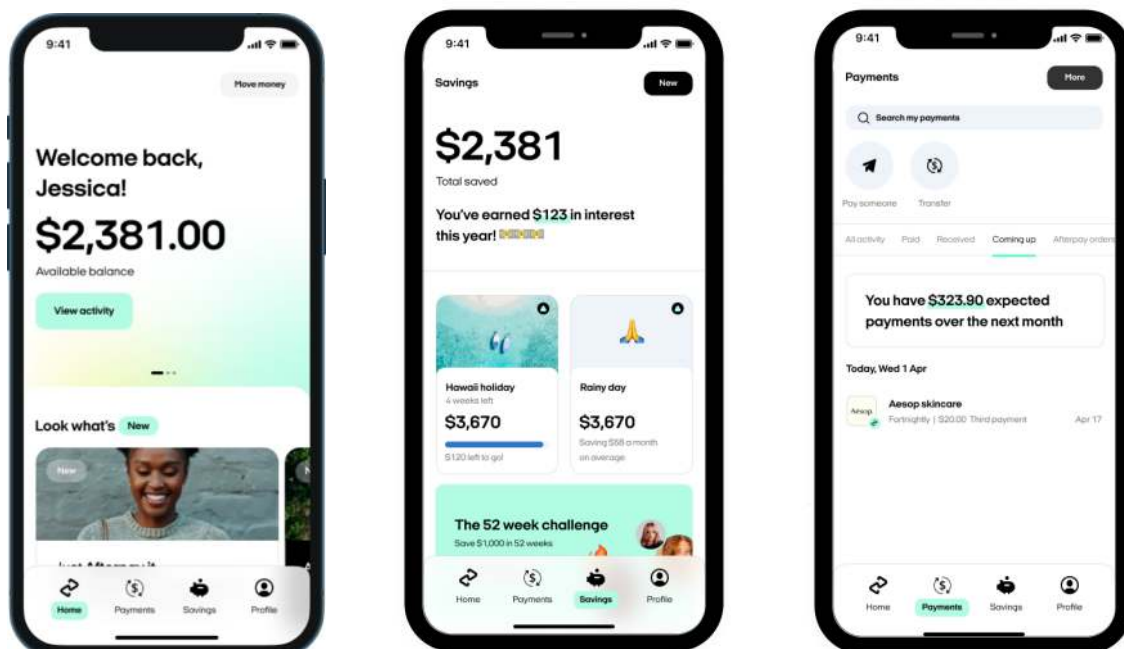 9:41
Move money
Welcome back,
Jessica!
$2,381.00
Available balance
View activity
Look what's New
New
Just Afterpay it
Home
Payments
Savings
Profile
9:41
Savings
New
$2,381
Total saved
You've earned $123 in interest
this year!
Hawaii holiday
4 weeks left
$3,670
$120 left to go!
Rainy day
$3,670
Saving $58 a month
on average
The 52 week challenge
Save $1,000 in 52 weeks
Home
Payments
Savings
Profile
9:41
Payments
More
Search my payments
Pay someone
Transfer
All activity
Paid
Received
Coming up
Afterpay orders
You have $323.90 expected
payments over the next month
Today, Wed 1 Apr
Aesop
Aesop skincare
Fortnightly | $20.00 Third payment
Apr 17
Home
Payments
Savings
Profile